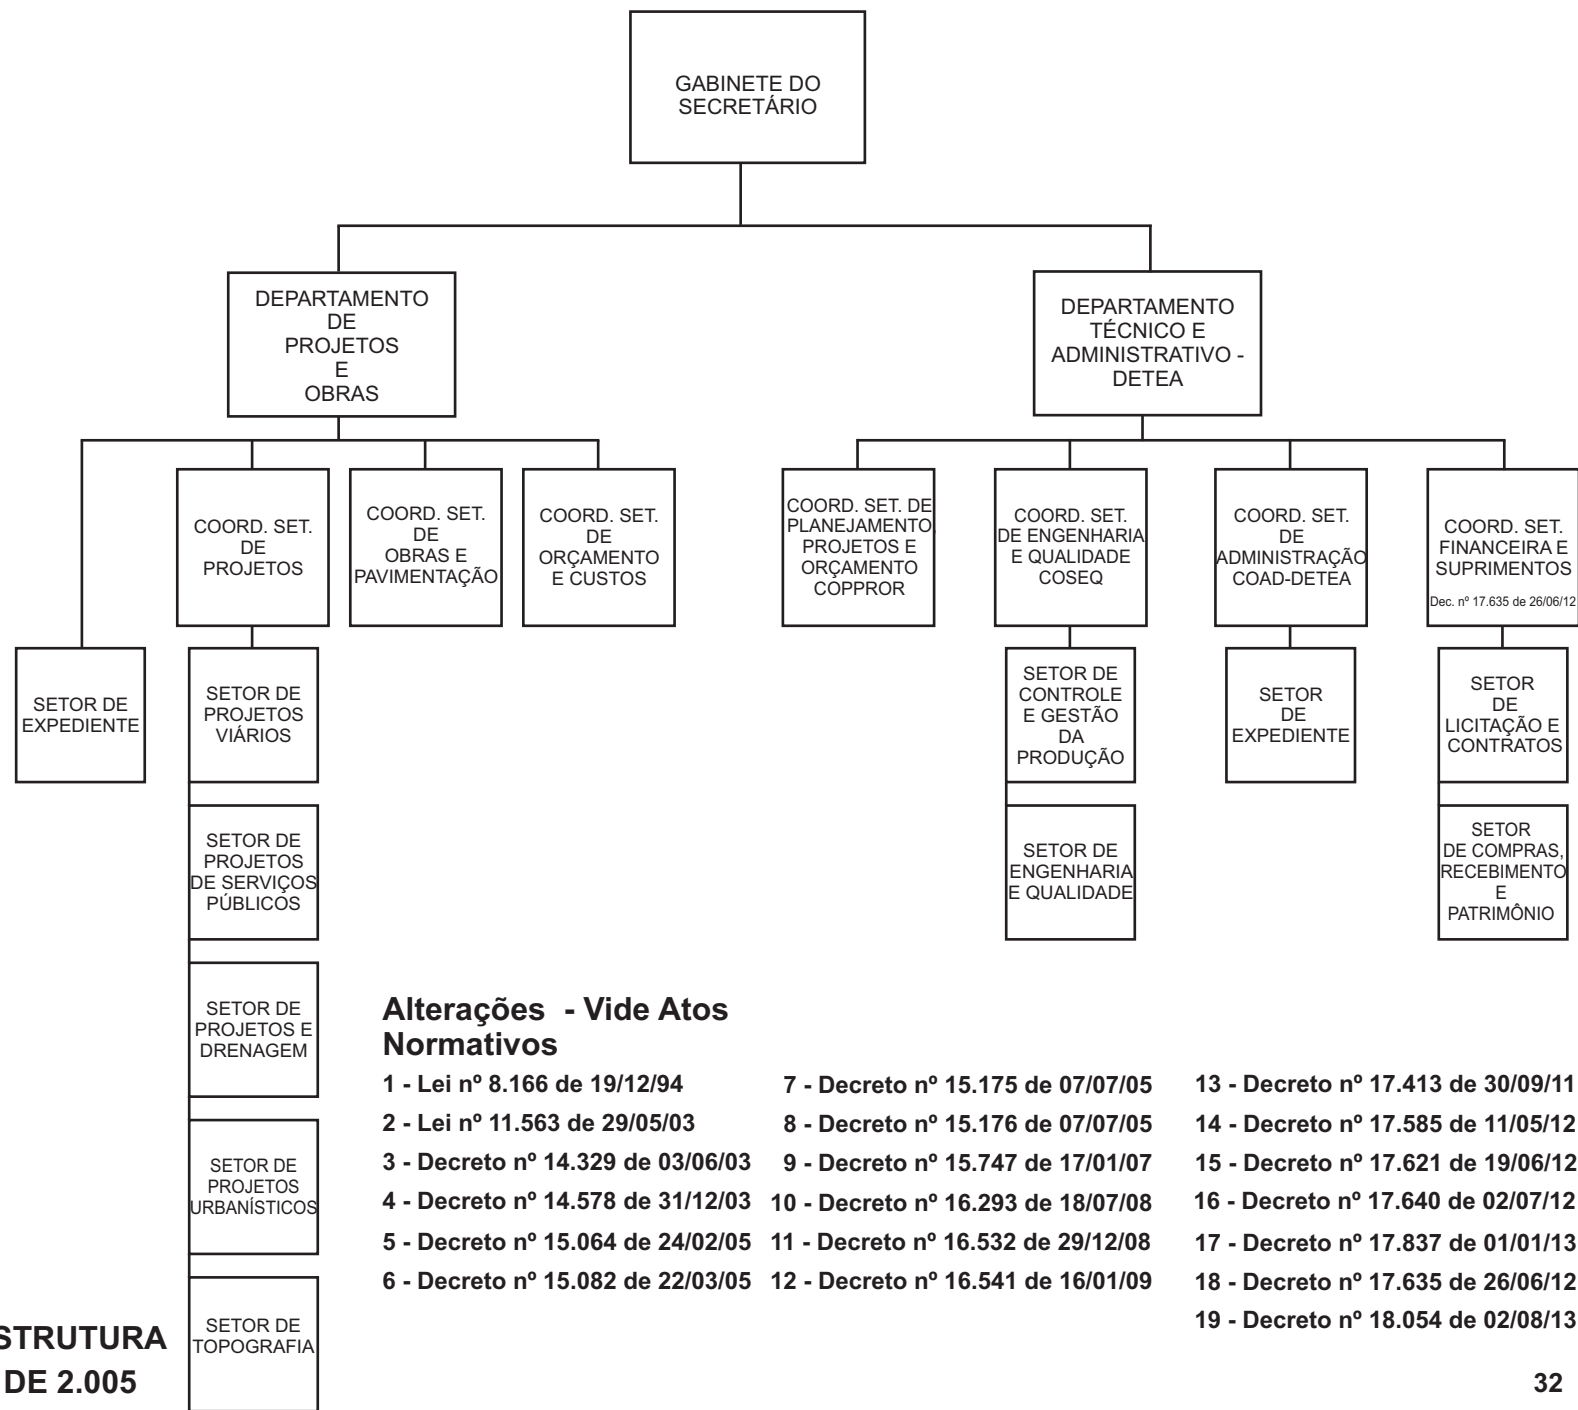 GABINETE DO
SECRETÁRIO
DEPARTAMENTO
DE
PROJETOS
E
OBRAS
DEPARTAMENTO
TÉCNICO E
ADMINISTRATIVO -
DETEA
COORD. SET.
DE
PROJETOS
COORD. SET.
DE
OBRAS E
PAVIMENTAÇÃO
COORD. SET.
DE
ORÇAMENTO
E CUSTOS
COORD. SET. DE
PLANEJAMENTO,
PROJETOS E
ORÇAMENTO
COPPROR
COORD. SET.
DE ENGENHARIA
E QUALIDADE
COSEQ
COORD. SET.
DE
ADMINISTRAÇÃO
COAD-DETEA
COORD. SET.
FINANCEIRA E
SUPRIMENTOS
Dec. nº 17.635 de 26/06/12
SETOR DE
EXPEDIENTE
SETOR DE
PROJETOS
VIÁRIOS
SETOR DE
CONTROLE
E GESTÃO
DA
PRODUÇÃO
SETOR
DE
EXPEDIENTE
SETOR
DE
LICITAÇÃO E
CONTRATOS
SETOR DE
PROJETOS
DE SERVIÇOS
PÚBLICOS
SETOR DE
ENGENHARIA
E QUALIDADE
SETOR
DE COMPRAS,
RECEBIMENTO
E
PATRIMÔNIO
SETOR DE
PROJETOS E
DRENAGEM
SETOR DE
PROJETOS
URBANÍSTICOS
SETOR DE
TOPOGRAFIA
Alterações - Vide Atos
Normativos
1 - Lei nº 8.166 de 19/12/94
2 - Lei nº 11.563 de 29/05/03
3 - Decreto nº 14.329 de 03/06/03
4 - Decreto nº 14.578 de 31/12/03
5 - Decreto nº 15.064 de 24/02/05
6 - Decreto nº 15.082 de 22/03/05
7 - Decreto nº 15.175 de 07/07/05
8 - Decreto nº 15.176 de 07/07/05
9 - Decreto nº 15.747 de 17/01/07
10 - Decreto nº 16.293 de 18/07/08
11 - Decreto nº 16.532 de 29/12/08
12 - Decreto nº 16.541 de 16/01/09
13 - Decreto nº 17.413 de 30/09/11
14 - Decreto nº 17.585 de 11/05/12
15 - Decreto nº 17.621 de 19/06/12
16 - Decreto nº 17.640 de 02/07/12
17 - Decreto nº 17.837 de 01/01/13
18 - Decreto nº 17.635 de 26/06/12
19 - Decreto nº 18.054 de 02/08/13
STRUTURA
DE 2.005
32